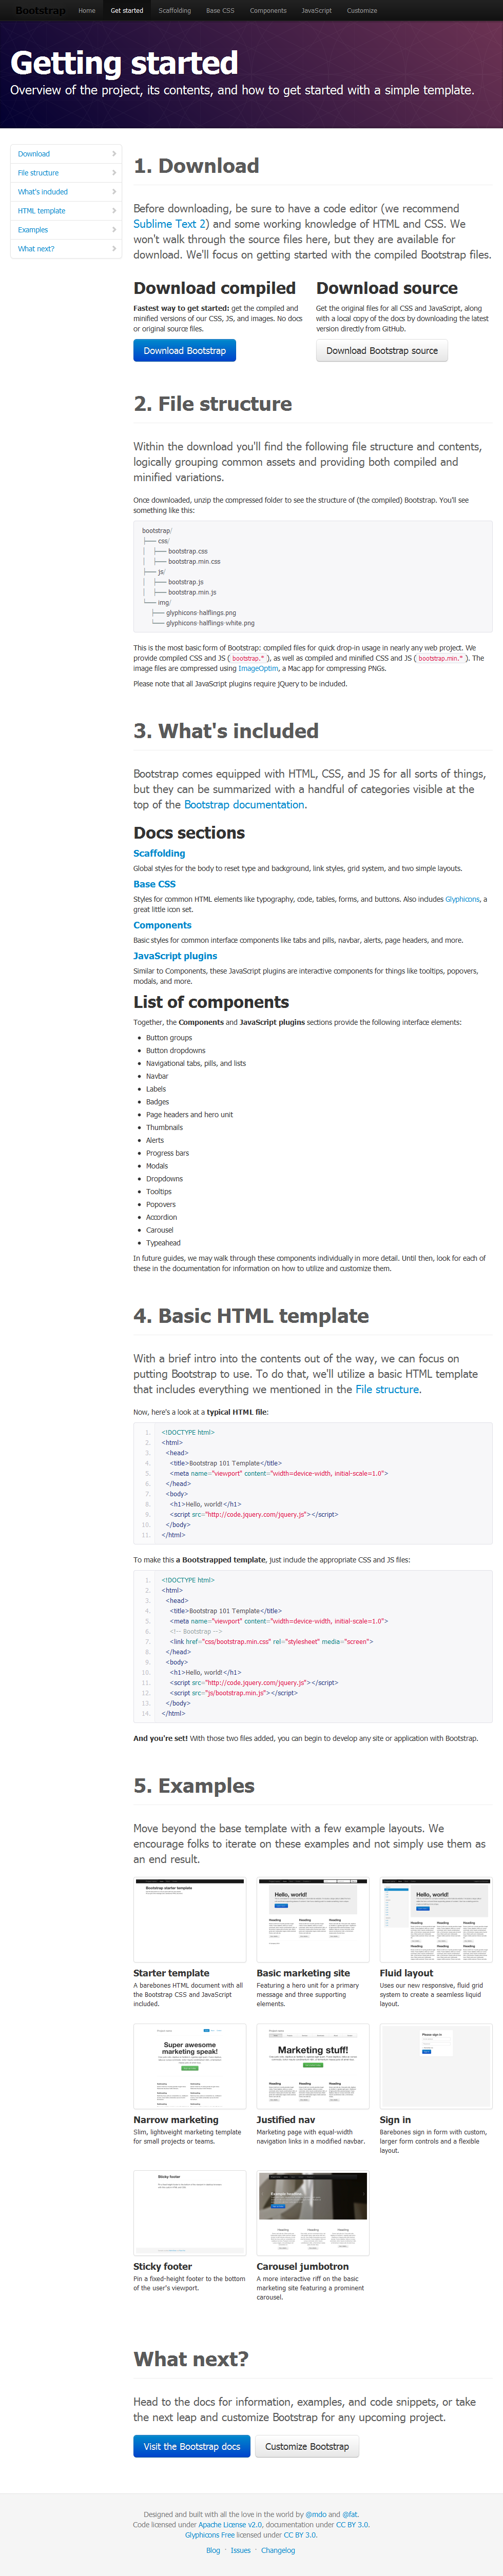 Bootstrap Home Get started Scaffolding Base CSS Components JavaScript Customize
Getting started
Overview of the project, its contents, and how to get started with a simple template.
Download
File structure
What's included
HTML template
Examples
What next?
1. Download
Before downloading, be sure to have a code editor (we recommend
Sublime Text 2) and some working knowledge of HTML and CSS. We
won't walk through the source files here, but they are available for
download. We'll focus on getting started with the compiled Bootstrap files.
Download compiled
Fastest way to get started: get the compiled and
minified versions of our CSS, JS, and images. No docs
or original source files.
Download Bootstrap
Download source
Get the original files for all CSS and JavaScript, along
with a local copy of the docs by downloading the latest
version directly from GitHub.
Download Bootstrap source
2. File structure
Within the download you'll find the following file structure and contents,
logically grouping common assets and providing both compiled and
minified variations.
Once downloaded, unzip the compressed folder to see the structure of (the compiled) Bootstrap. You'll see
something like this:
bootstrap/
├── css/
│   ├── bootstrap.css
│   ├── bootstrap.min.css
├── js/
│   ├── bootstrap.js
│   ├── bootstrap.min.js
└── img/
    ├── glyphicons-halflings.png
    └── glyphicons-halflings-white.png
This is the most basic form of Bootstrap: compiled files for quick drop-in usage in nearly any web project. We
provide compiled CSS and JS (bootstrap.*), as well as compiled and minified CSS and JS (bootstrap.min.*). The
image files are compressed using ImageOptim, a Mac app for compressing PNGs.
Please note that all JavaScript plugins require jQuery to be included.
3. What's included
Bootstrap comes equipped with HTML, CSS, and JS for all sorts of things,
but they can be summarized with a handful of categories visible at the
top of the Bootstrap documentation.
Docs sections
Scaffolding
Global styles for the body to reset type and background, link styles, grid system, and two simple layouts.
Base CSS
Styles for common HTML elements like typography, code, tables, forms, and buttons. Also includes Glyphicons, a
great little icon set.
Components
Basic styles for common interface components like tabs and pills, navbar, alerts, page headers, and more.
JavaScript plugins
Similar to Components, these JavaScript plugins are interactive components for things like tooltips, popovers,
modals, and more.
List of components
Together, the Components and JavaScript plugins sections provide the following interface elements:
• Button groups
• Button dropdowns
• Navigational tabs, pills, and lists
• Navbar
• Labels
• Badges
• Page headers and hero unit
• Thumbnails
• Alerts
• Progress bars
• Modals
• Dropdowns
• Tooltips
• Popovers
• Accordion
• Carousel
• Typeahead
In future guides, we may walk through these components individually in more detail. Until then, look for each of
these in the documentation for information on how to utilize and customize them.
4. Basic HTML template
With a brief intro into the contents out of the way, we can focus on
putting Bootstrap to use. To do that, we'll utilize a basic HTML template
that includes everything we mentioned in the File structure.
Now, here's a look at a typical HTML file:
1. <!DOCTYPE html>
2. <html>
3.   <head>
4.     <title>Bootstrap 101 Template</title>
5.     <meta name="viewport" content="width=device-width, initial-scale=1.0">
6.   </head>
7.   <body>
8.     <h1>Hello, world!</h1>
9.     <script src="http://code.jquery.com/jquery.js"></script>
10.   </body>
11. </html>
To make this a Bootstrapped template, just include the appropriate CSS and JS files:
1. <!DOCTYPE html>
2. <html>
3.   <head>
4.     <title>Bootstrap 101 Template</title>
5.     <meta name="viewport" content="width=device-width, initial-scale=1.0">
6.     <!-- Bootstrap -->
7.     <link href="css/bootstrap.min.css" rel="stylesheet" media="screen">
8.   </head>
9.   <body>
10.     <h1>Hello, world!</h1>
11.     <script src="http://code.jquery.com/jquery.js"></script>
12.     <script src="js/bootstrap.min.js"></script>
13.   </body>
14. </html>
And you're set! With those two files added, you can begin to develop any site or application with Bootstrap.
5. Examples
Move beyond the base template with a few example layouts. We
encourage folks to iterate on these examples and not simply use them as
an end result.
Bootstrap starter template
Starter template
A barebones HTML document with all
the Bootstrap CSS and JavaScript
included.
Hello, world!
Heading Heading Heading
Basic marketing site
Featuring a hero unit for a primary
message and three supporting
elements.
Hello, world!
Heading Heading Heading
Heading Heading Heading
Fluid layout
Uses our new responsive, fluid grid
system to create a seamless liquid
layout.
Super awesome
marketing speak!
Narrow marketing
Slim, lightweight marketing template
for small projects or teams.
Marketing stuff!
Justified nav
Marketing page with equal-width
navigation links in a modified navbar.
Please sign in
Sign in
Barebones sign in form with custom,
larger form controls and a flexible
layout.
Sticky footer
Sticky footer
Pin a fixed-height footer to the bottom
of the user's viewport.
Example headline.
Heading Heading Heading
Carousel jumbotron
A more interactive riff on the basic
marketing site featuring a prominent
carousel.
What next?
Head to the docs for information, examples, and code snippets, or take
the next leap and customize Bootstrap for any upcoming project.
Visit the Bootstrap docs Customize Bootstrap
Designed and built with all the love in the world by @mdo and @fat.
Code licensed under Apache License v2.0, documentation under CC BY 3.0.
Glyphicons Free licensed under CC BY 3.0.
Blog · Issues · Changelog